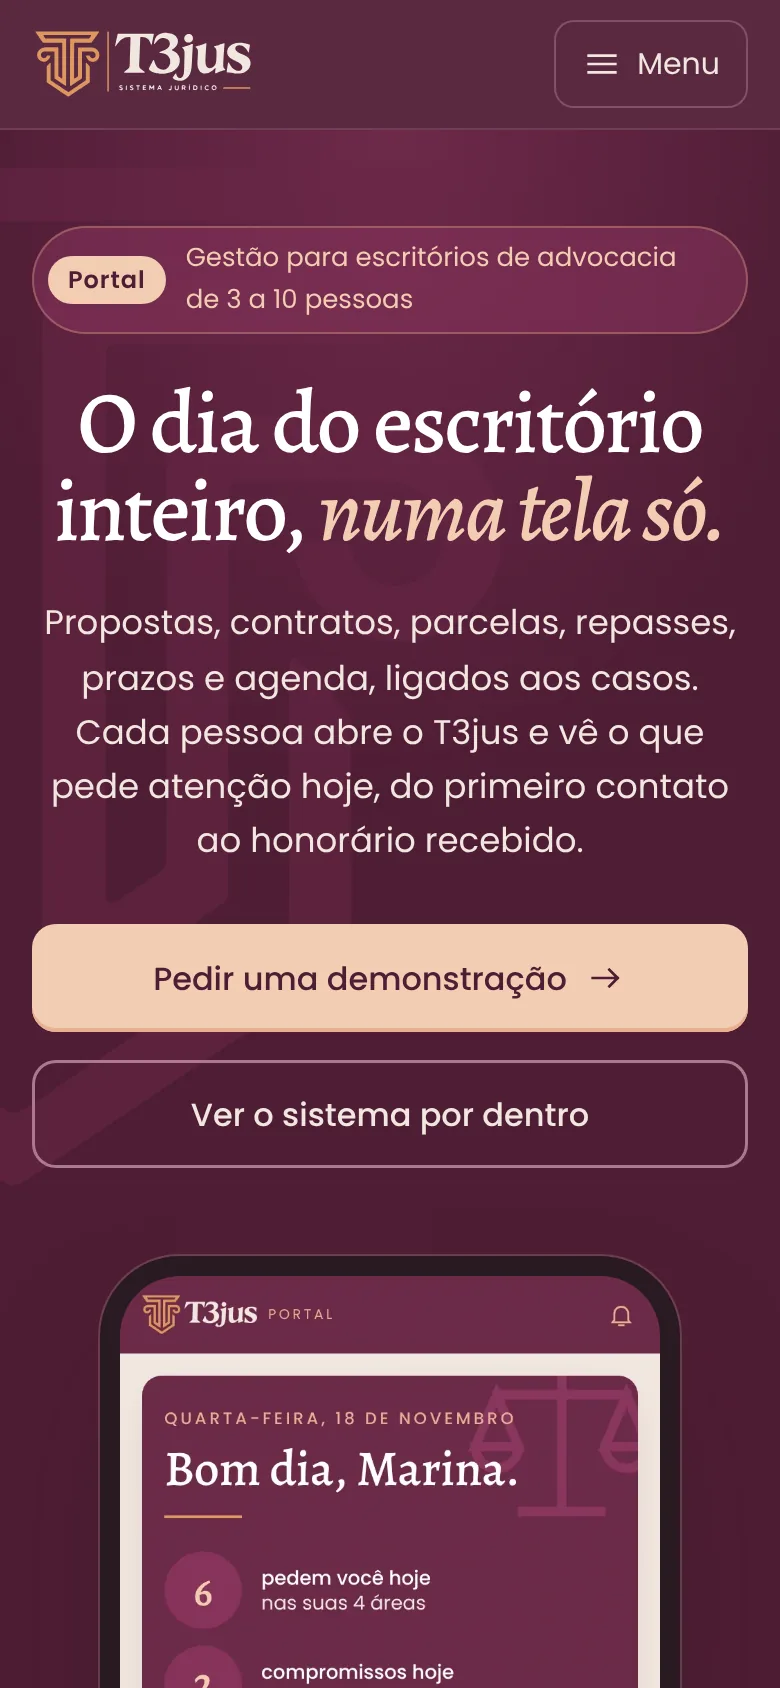 T3jus
SISTEMA JURÍDICO
Menu
Portal
Gestão para escritórios de advocacia
de 3 a 10 pessoas
O dia do escritório
inteiro, numa tela só.
Propostas, contratos, parcelas, repasses,
prazos e agenda, ligados aos casos.
Cada pessoa abre o T3jus e vê o que
pede atenção hoje, do primeiro contato
ao honorário recebido.
Pedir uma demonstração →
Ver o sistema por dentro
T3jus PORTAL
QUARTA-FEIRA, 18 DE NOVEMBRO
Bom dia, Marina.
6
pedem você hoje
nas suas 4 áreas
2
compromissos hoje